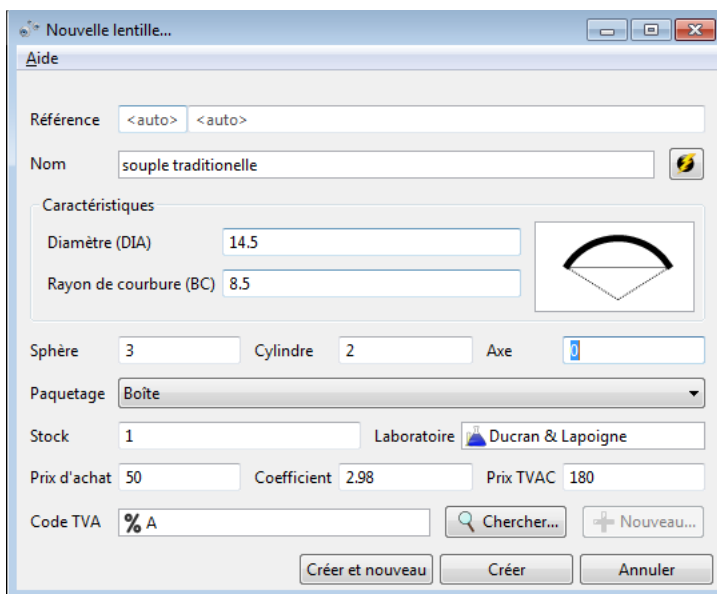 Nouvelle lentille...
Aide
Référence <auto> <auto>
Nom souple traditionelle
Caractéristiques
Diamètre (DIA) 14.5
Rayon de courbure (BC) 8.5
Sphère 3 Cylindre 2 Axe 0
Paquetage Boîte
Stock 1 Laboratoire Ducran & Lapoigne
Prix d'achat 50 Coefficient 2.98 Prix TVAC 180
Code TVA % A Chercher... Nouveau...
Créer et nouveau Créer Annuler